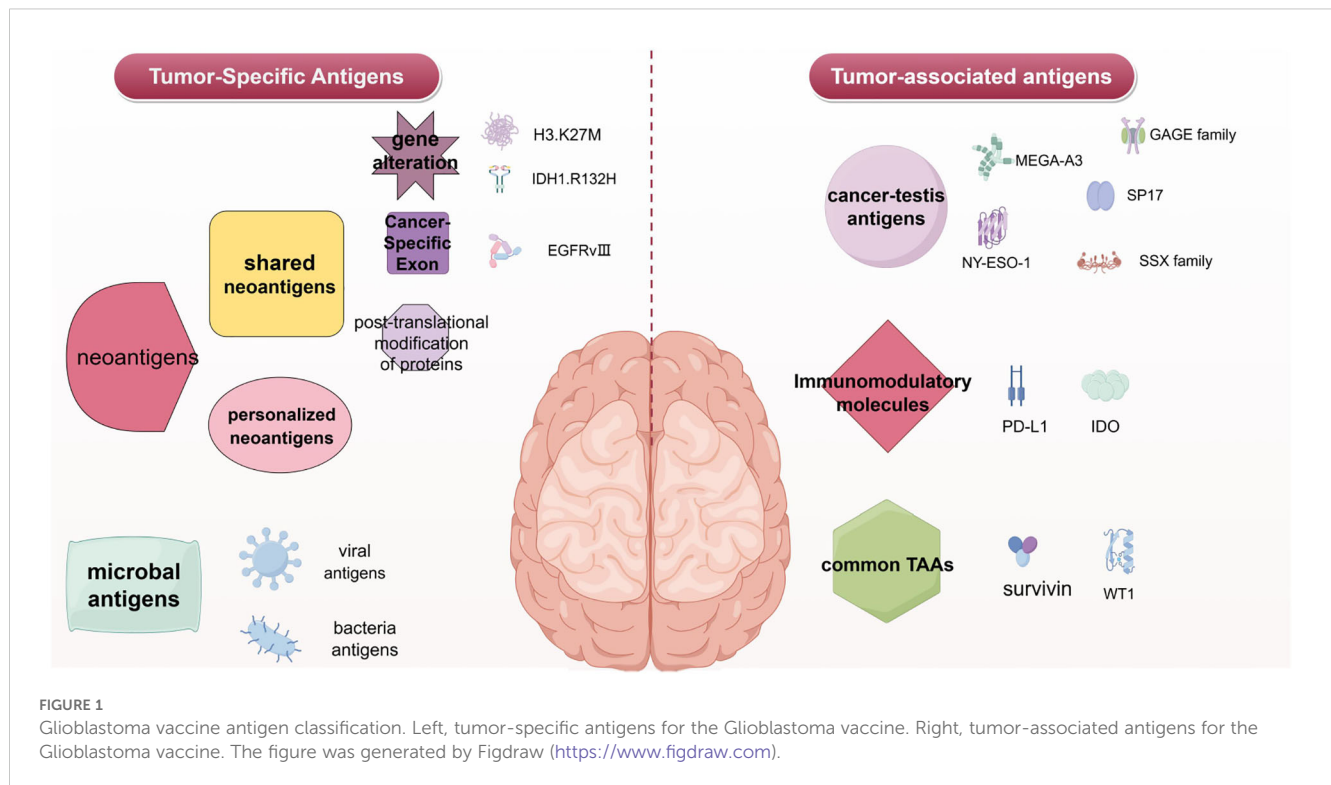 Tumor-Specific Antigens
gene
alteration
H3.K27M
IDH1.R132H
Cancer-
Specific
Exon
EGFRvⅢ
shared
neoantigens
post-translational
modification
of proteins
neoantigens
personalized
neoantigens
microbal
antigens
viral
antigens
bacteria
antigens
Tumor-associated antigens
cancer-testis
antigens
MEGA-A3
GAGE family
SP17
NY-ESO-1
SSX family
Immunomodulatory
molecules
PD-L1
IDO
common TAAs
survivin
WT1
FIGURE 1
Glioblastoma vaccine antigen classification. Left, tumor-specific antigens for the Glioblastoma vaccine. Right, tumor-associated antigens for the
Glioblastoma vaccine. The figure was generated by Figdraw (https://www.figdraw.com).